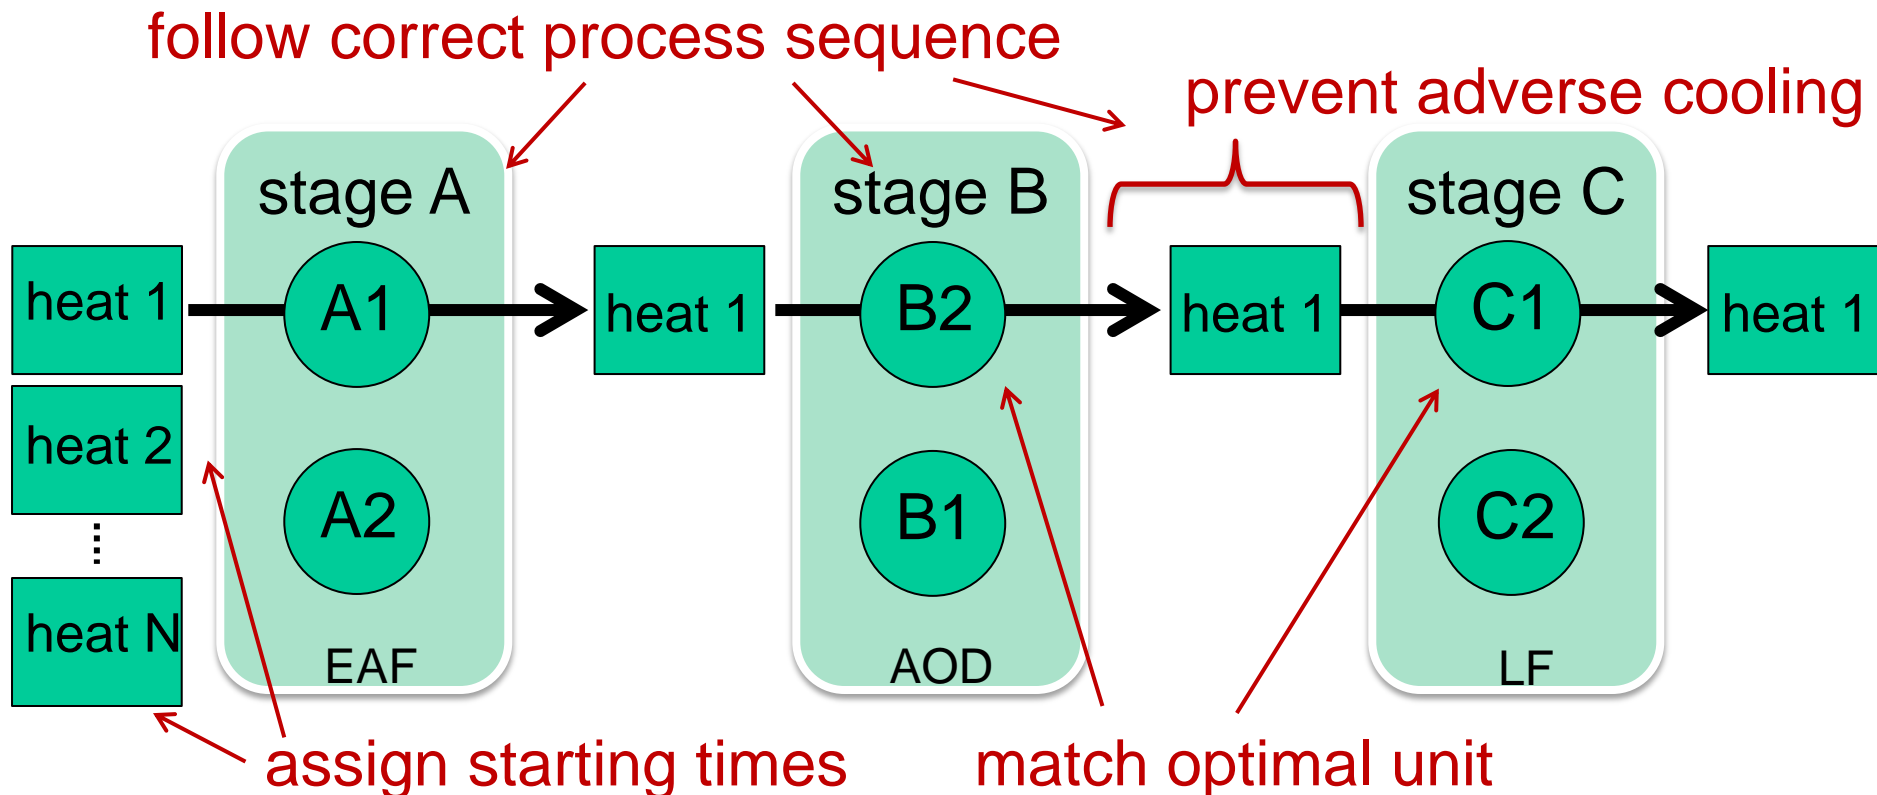 follow correct process sequence
prevent adverse cooling
stage A
stage B
stage C
heat 1
A1
heat 1
B2
heat 1
C1
heat 1
heat 2
A2
B1
C2
heat N
EAF
AOD
LF
assign starting times
match optimal unit